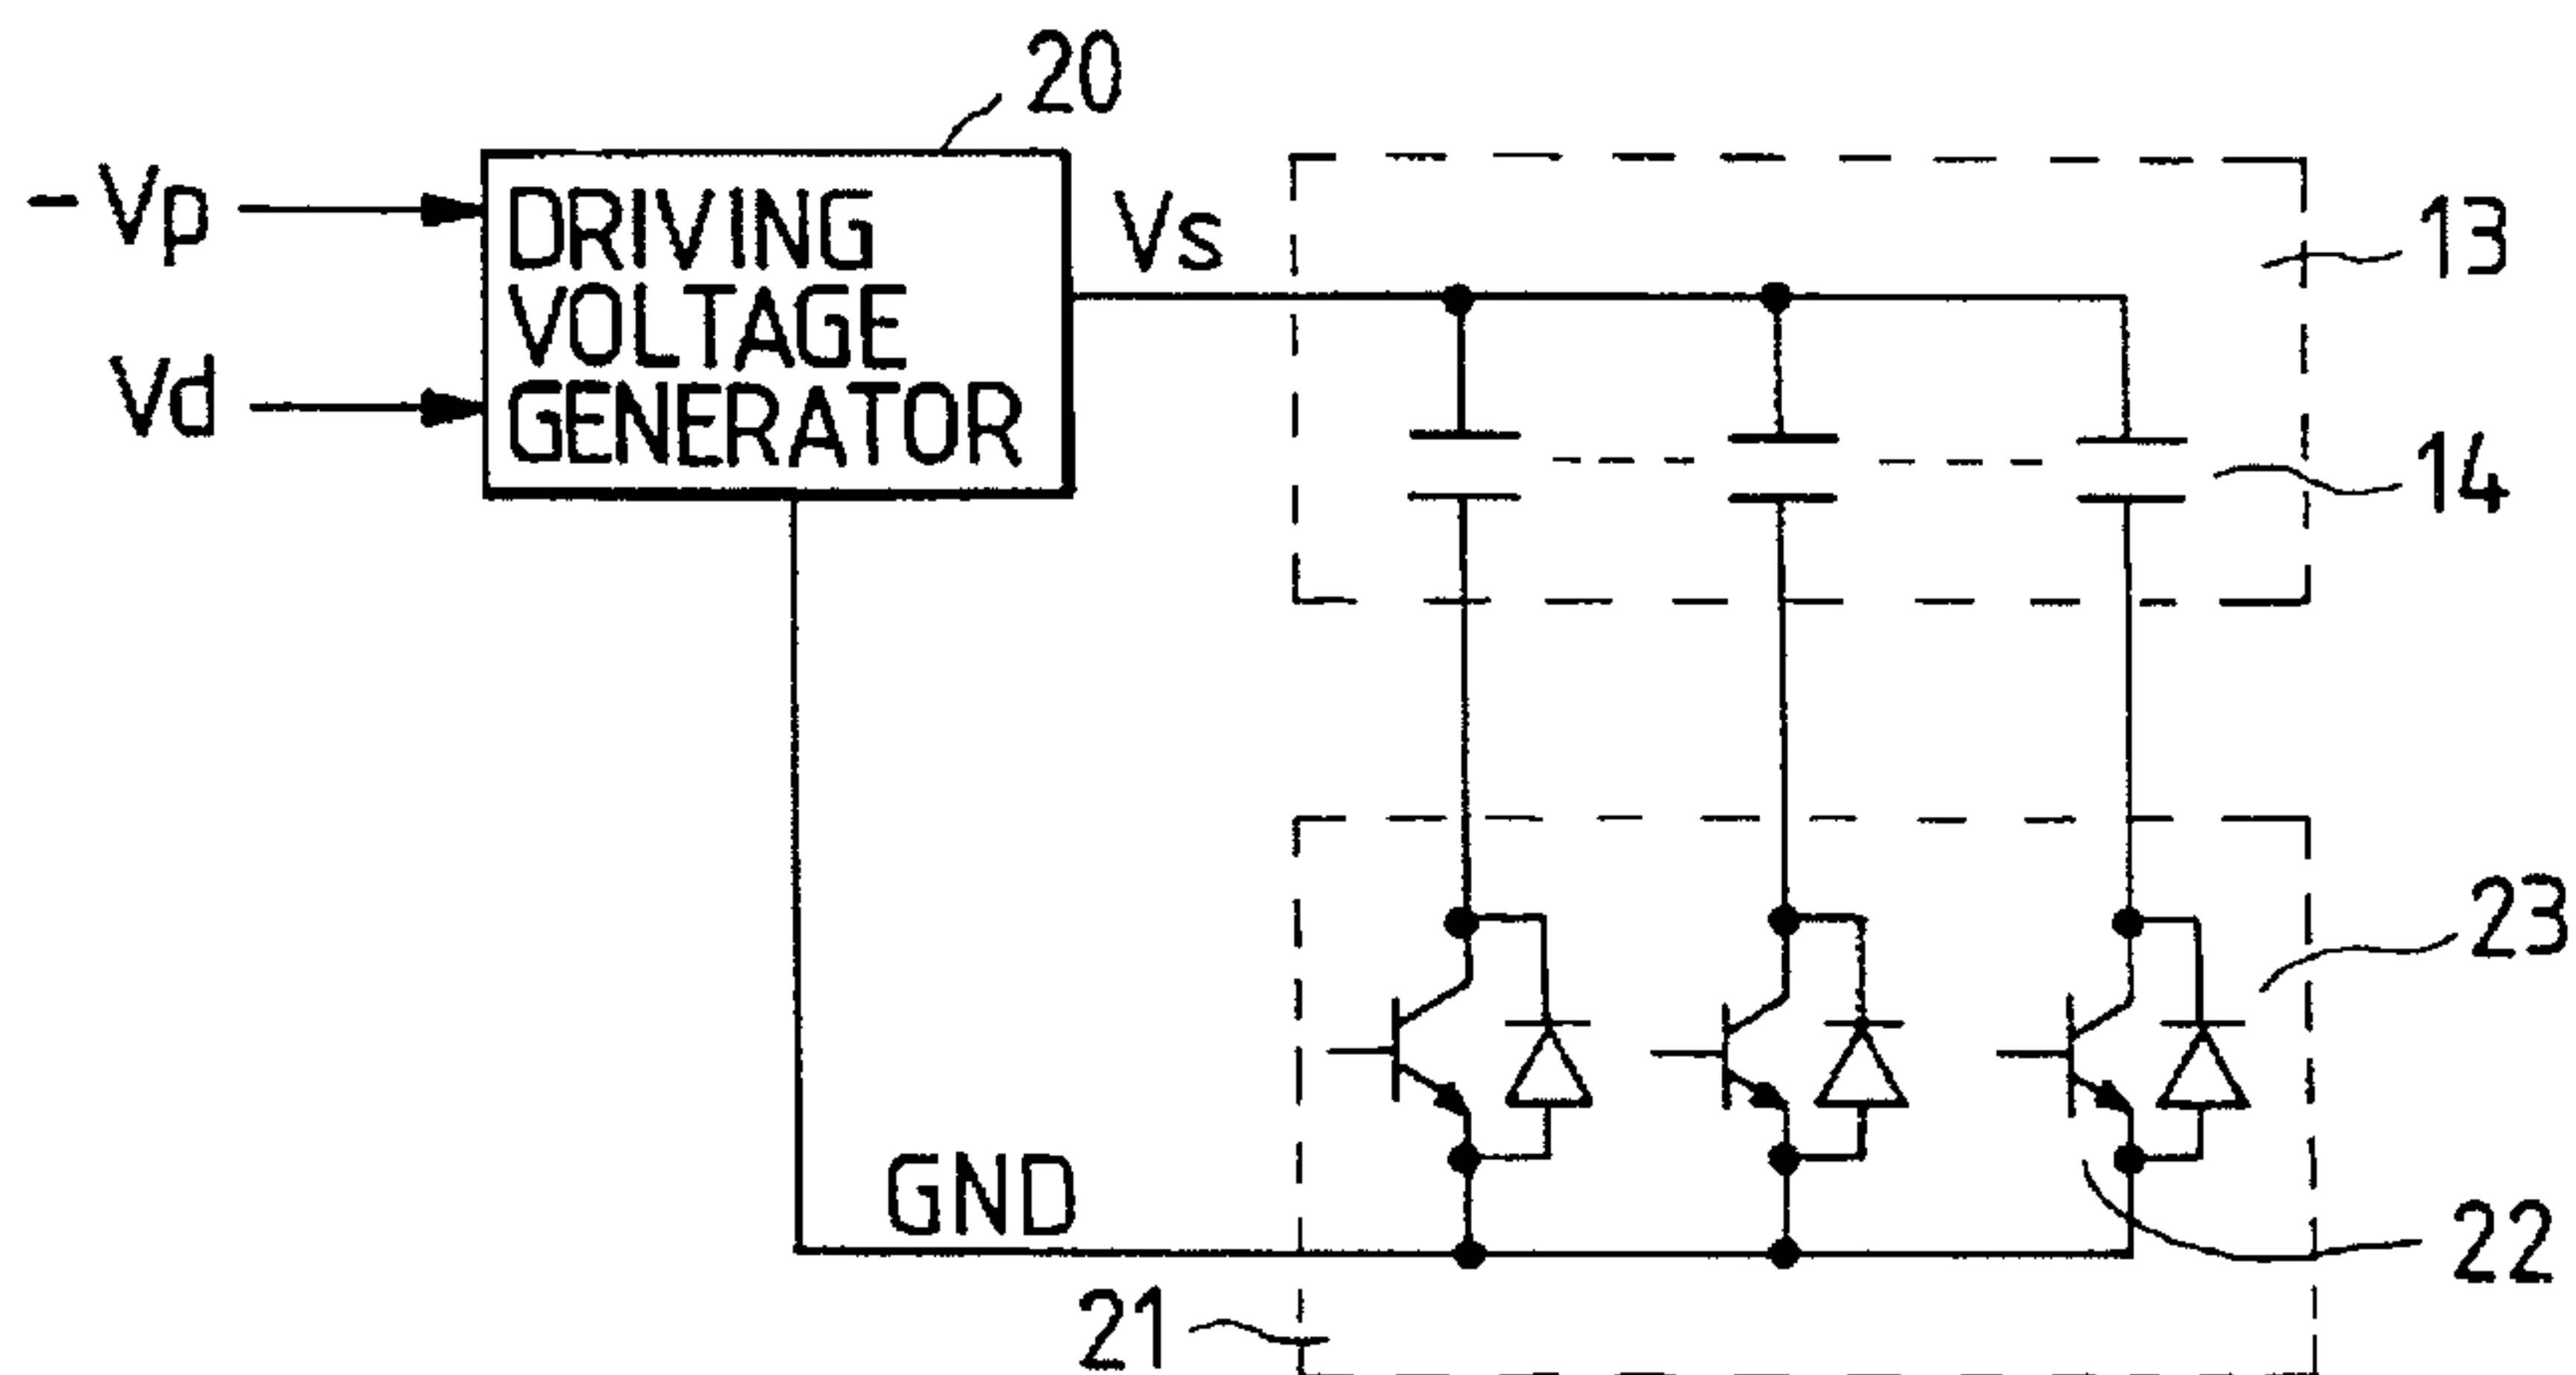 20
- Vp
DRIVING
VOLTAGE
GENERATOR
Vs
13
Vd
14
23
GND
22
21